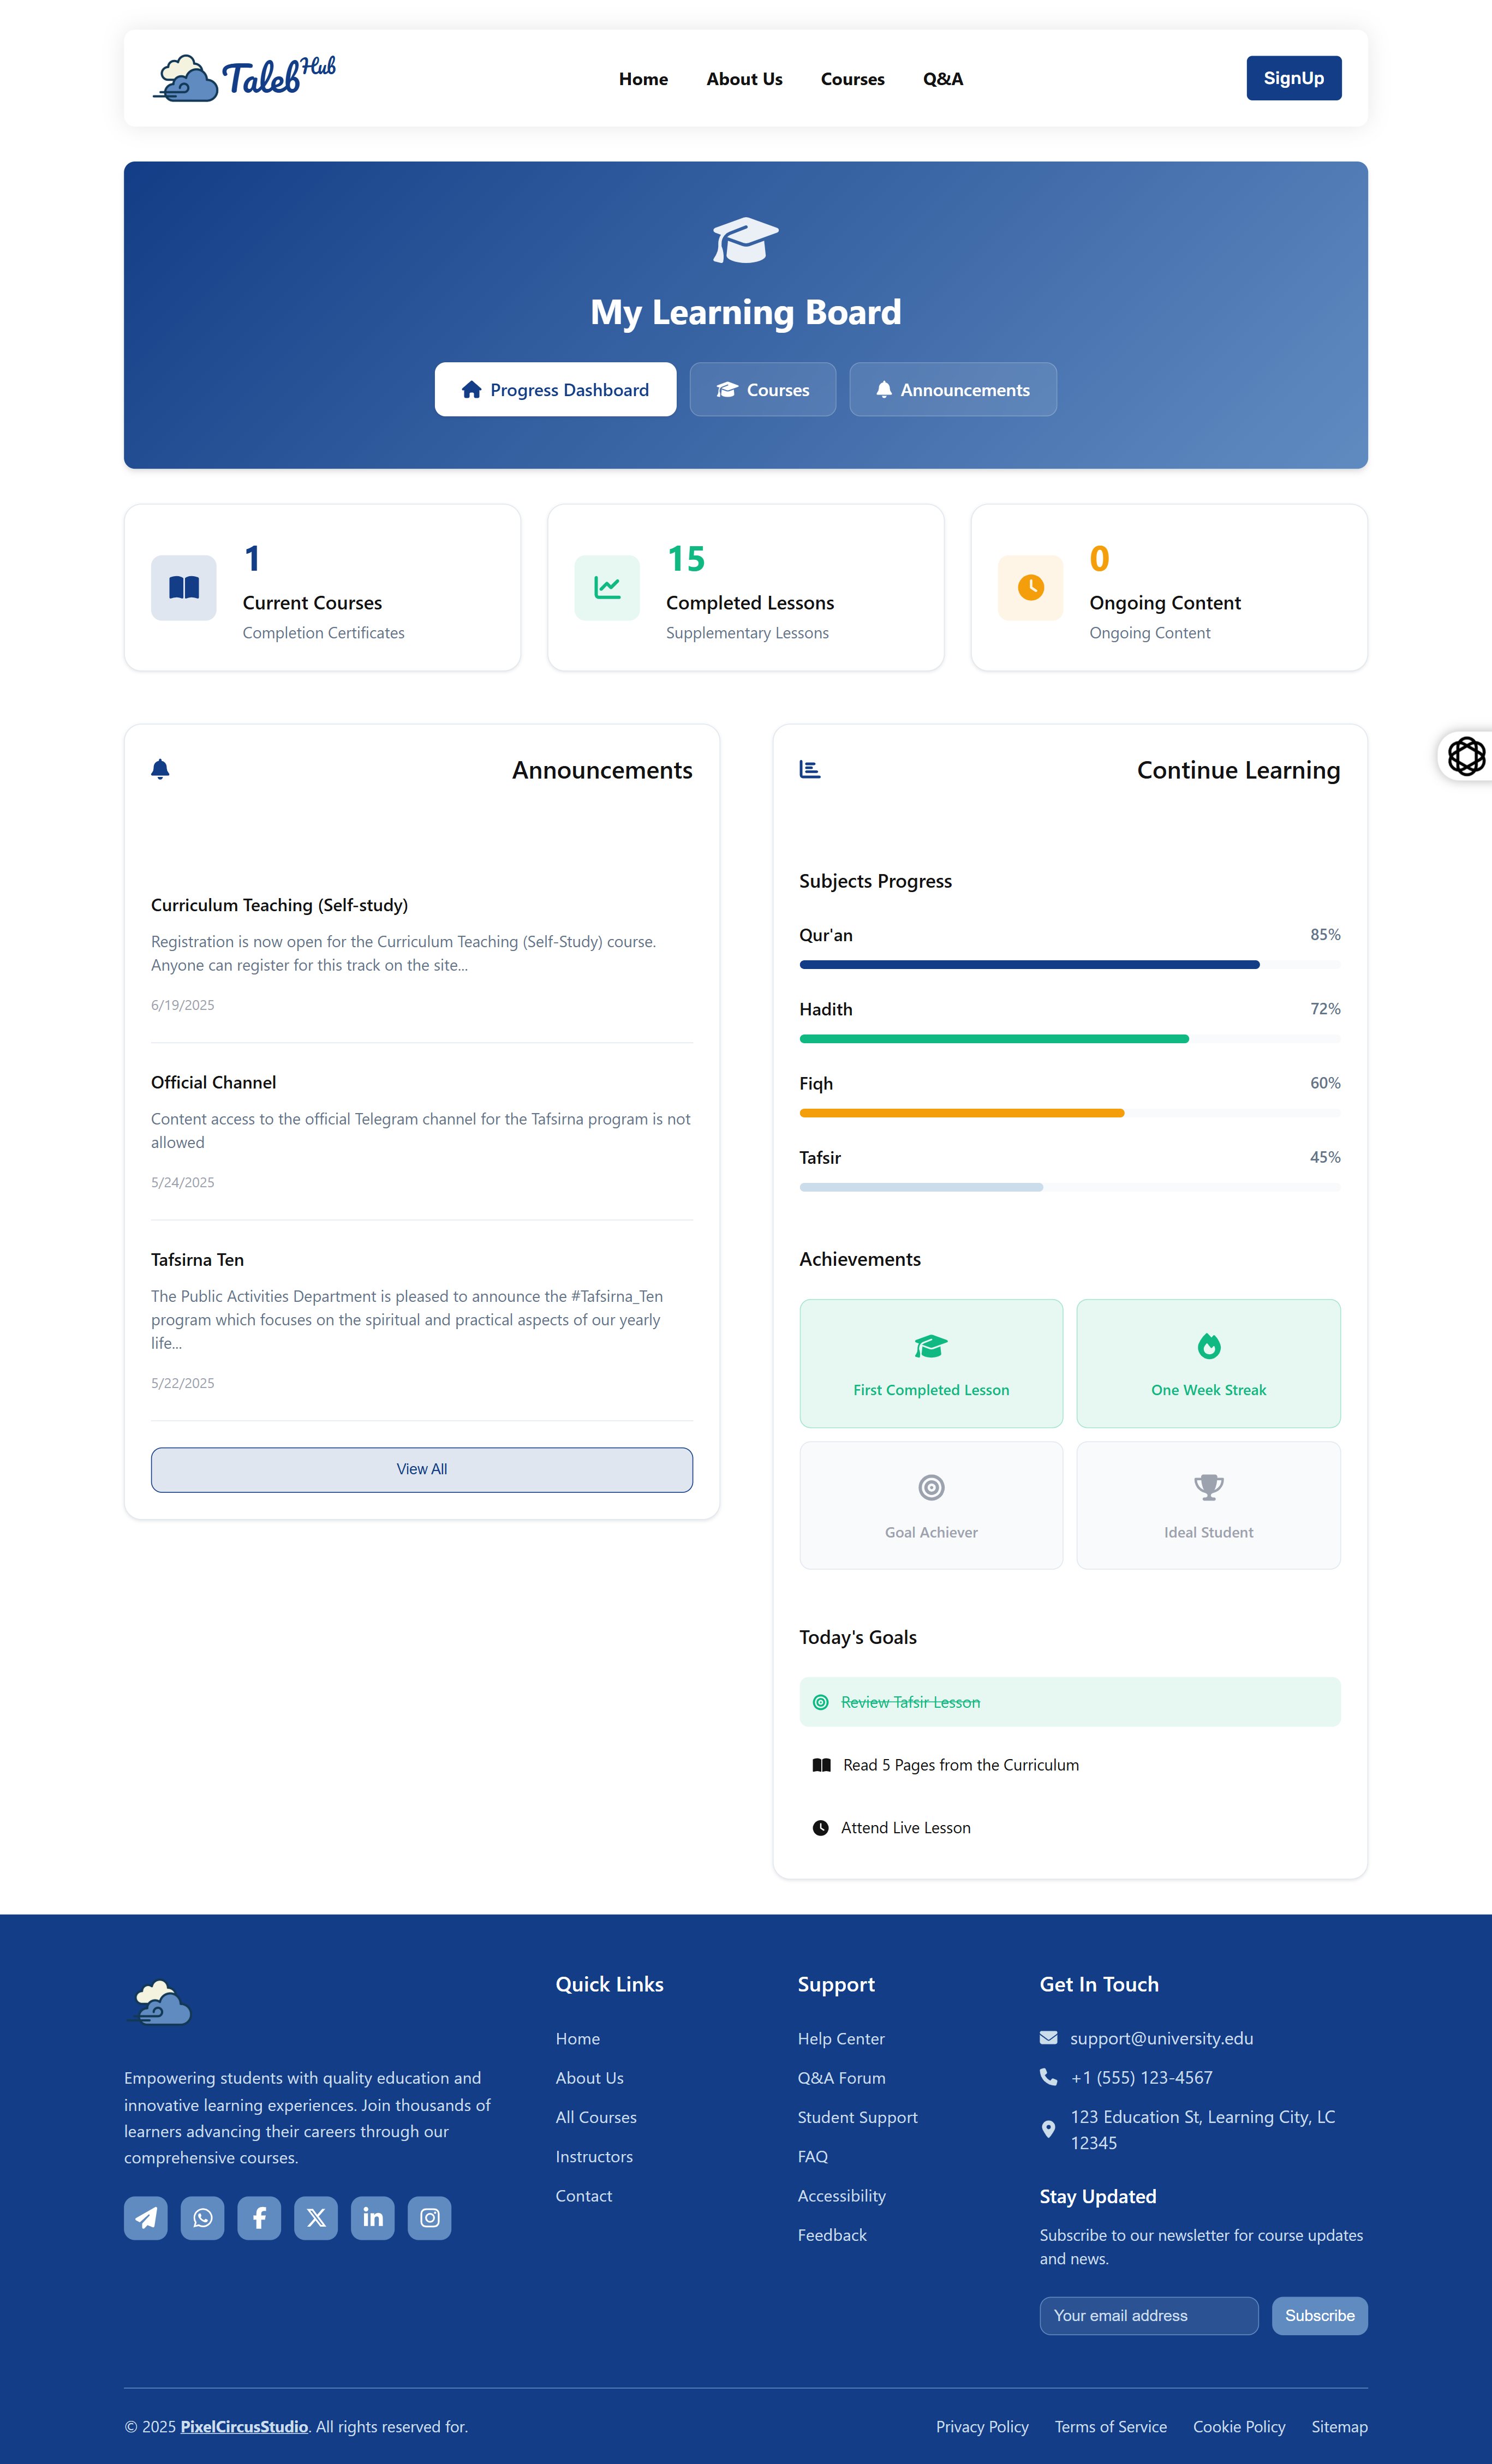 Taleb Hub
Home About Us Courses Q&A
SignUp
My Learning Board
Progress Dashboard Courses Announcements
1
Current Courses
Completion Certificates
15
Completed Lessons
Supplementary Lessons
0
Ongoing Content
Ongoing Content
Announcements
Curriculum Teaching (Self-study)
Registration is now open for the Curriculum Teaching (Self-Study) course.
Anyone can register for this track on the site...
6/19/2025
Official Channel
Content access to the official Telegram channel for the Tafsirna program is not
allowed
5/24/2025
Tafsirna Ten
The Public Activities Department is pleased to announce the #Tafsirna_Ten
program which focuses on the spiritual and practical aspects of our yearly
life...
5/22/2025
View All
Continue Learning
Subjects Progress
Qur'an 85%
Hadith 72%
Fiqh 60%
Tafsir 45%
Achievements
First Completed Lesson
One Week Streak
Goal Achiever
Ideal Student
Today's Goals
Review Tafsir Lesson
Read 5 Pages from the Curriculum
Attend Live Lesson
Empowering students with quality education and
innovative learning experiences. Join thousands of
learners advancing their careers through our
comprehensive courses.
Quick Links
Home
About Us
All Courses
Instructors
Contact
Support
Help Center
Q&A Forum
Student Support
FAQ
Accessibility
Feedback
Get In Touch
support@university.edu
+1 (555) 123-4567
123 Education St, Learning City, LC
12345
Stay Updated
Subscribe to our newsletter for course updates
and news.
Your email address
Subscribe
© 2025 PixelCircusStudio. All rights reserved for.
Privacy Policy Terms of Service Cookie Policy Sitemap